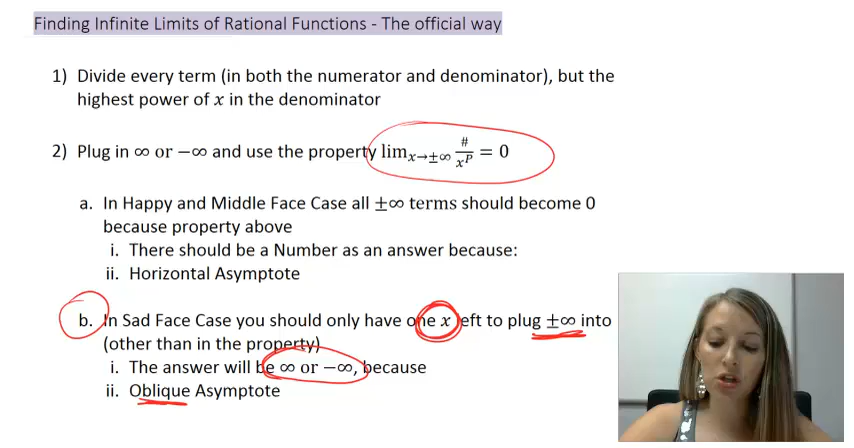 Finding Infinite Limits of Rational Functions - The official way
1) Divide every term (in both the numerator and denominator), but the
highest power of x in the denominator
2) Plug in ∞ or −∞ and use the property lim x→±∞ #/x^P = 0
a. In Happy and Middle Face Case all ±∞ terms should become 0
because property above
i. There should be a Number as an answer because:
ii. Horizontal Asymptote
b. In Sad Face Case you should only have one x left to plug ±∞ into
(other than in the property)
i. The answer will be ∞ or −∞, because
ii. Oblique Asymptote